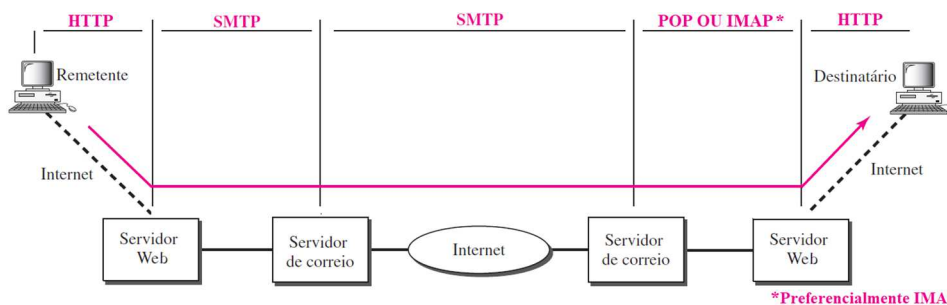 HTTP
SMTP
SMTP
POP OU IMAP *
HTTP
Remetente
Destinatário
Internet
Internet
Servidor
Web
Servidor
de correio
Internet
Servidor
de correio
Servidor
Web
*Preferencialmente IMA